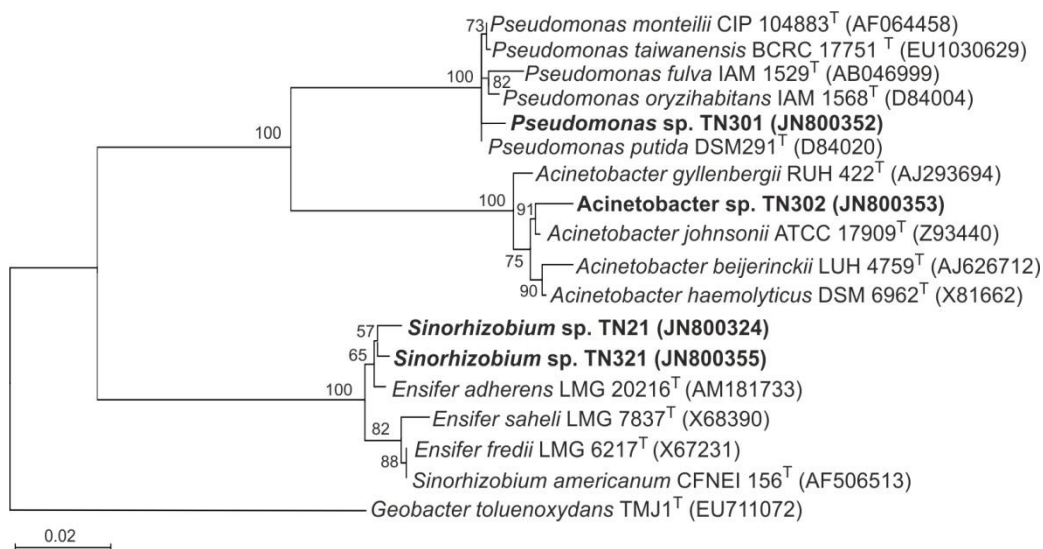 73 Pseudomonas monteilii CIP 104883T (AF064458)
Pseudomonas taiwanensis BCRC 17751 T (EU1030629)
100 82 Pseudomonas fulva IAM 1529T (AB046999)
Pseudomonas oryzihabitans IAM 1568T (D84004)
Pseudomonas sp. TN301 (JN800352)
100
Pseudomonas putida DSM291T (D84020)
Acinetobacter gyllenbergii RUH 422T (AJ293694)
100 91 Acinetobacter sp. TN302 (JN800353)
Acinetobacter johnsonii ATCC 17909T (Z93440)
75
Acinetobacter beijerinckii LUH 4759T (AJ626712)
90 Acinetobacter haemolyticus DSM 6962T (X81662)
57 Sinorhizobium sp. TN21 (JN800324)
65 Sinorhizobium sp. TN321 (JN800355)
100 Ensifer adherens LMG 20216T (AM181733)
82 Ensifer saheli LMG 7837T (X68390)
Ensifer fredii LMG 6217T (X67231)
88
Sinorhizobium americanum CFNEI 156T (AF506513)
Geobacter toluenoxydans TMJ1T (EU711072)
0.02